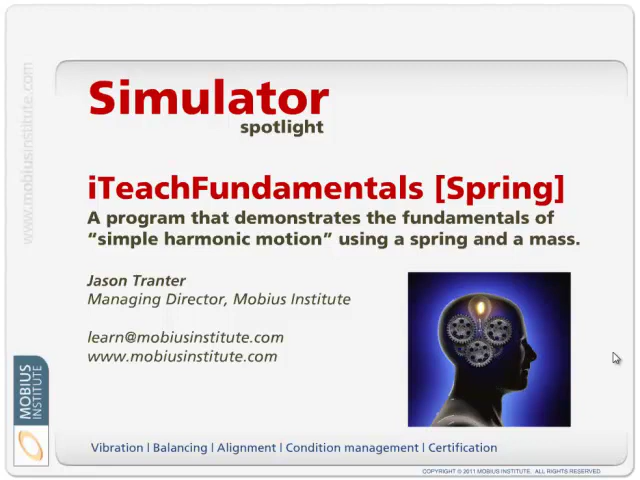 Simulator
spotlight
iTeachFundamentals [Spring]
A program that demonstrates the fundamentals of
“simple harmonic motion” using a spring and a mass.
Jason Tranter
Managing Director, Mobius Institute
learn@mobiusinstitute.com
www.mobiusinstitute.com
www.mobiusinstitute.com
MOBIUS
INSTITUTE
Vibration | Balancing | Alignment | Condition management | Certification
COPYRIGHT © 2011 MOBIUS INSTITUTE. ALL RIGHTS RESERVED